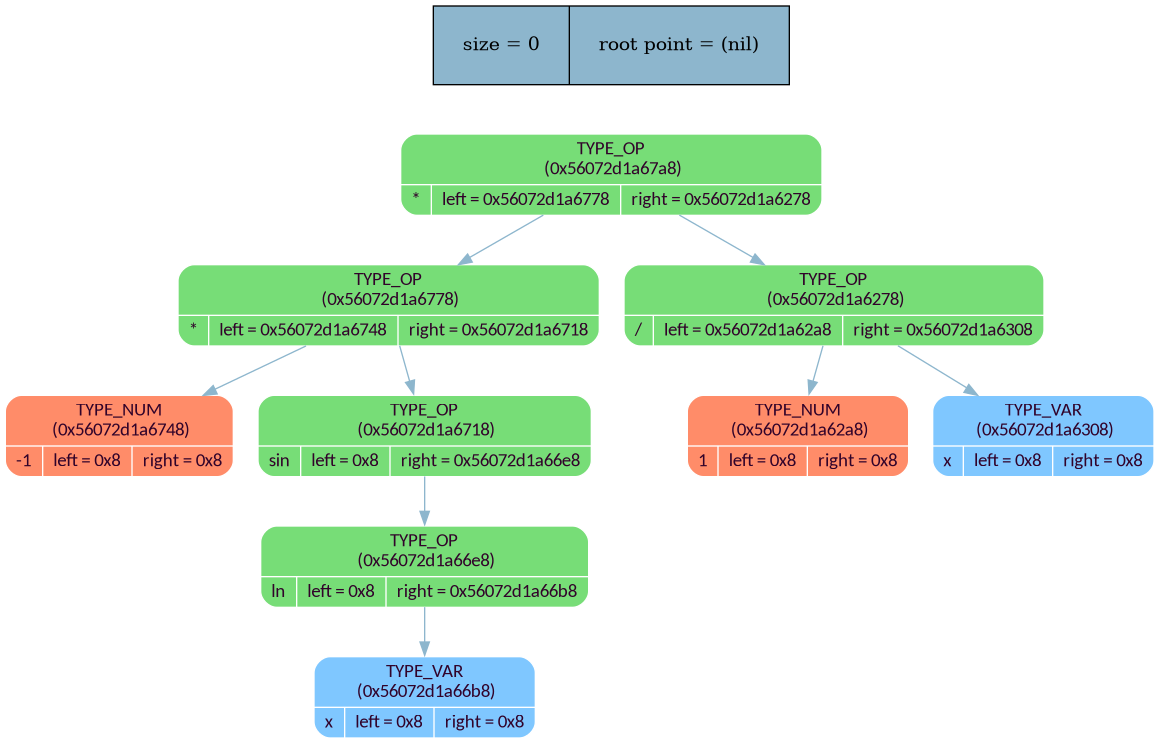 size = 0 root point = (nil)
TYPE_OP
(0x56072d1a67a8)
* left = 0x56072d1a6778 right = 0x56072d1a6278
TYPE_OP
(0x56072d1a6778)
* left = 0x56072d1a6748 right = 0x56072d1a6718
TYPE_OP
(0x56072d1a6278)
/ left = 0x56072d1a62a8 right = 0x56072d1a6308
TYPE_NUM
(0x56072d1a6748)
-1 left = 0x8 right = 0x8
TYPE_OP
(0x56072d1a6718)
sin left = 0x8 right = 0x56072d1a66e8
TYPE_NUM
(0x56072d1a62a8)
1 left = 0x8 right = 0x8
TYPE_VAR
(0x56072d1a6308)
x left = 0x8 right = 0x8
TYPE_OP
(0x56072d1a66e8)
ln left = 0x8 right = 0x56072d1a66b8
TYPE_VAR
(0x56072d1a66b8)
x left = 0x8 right = 0x8